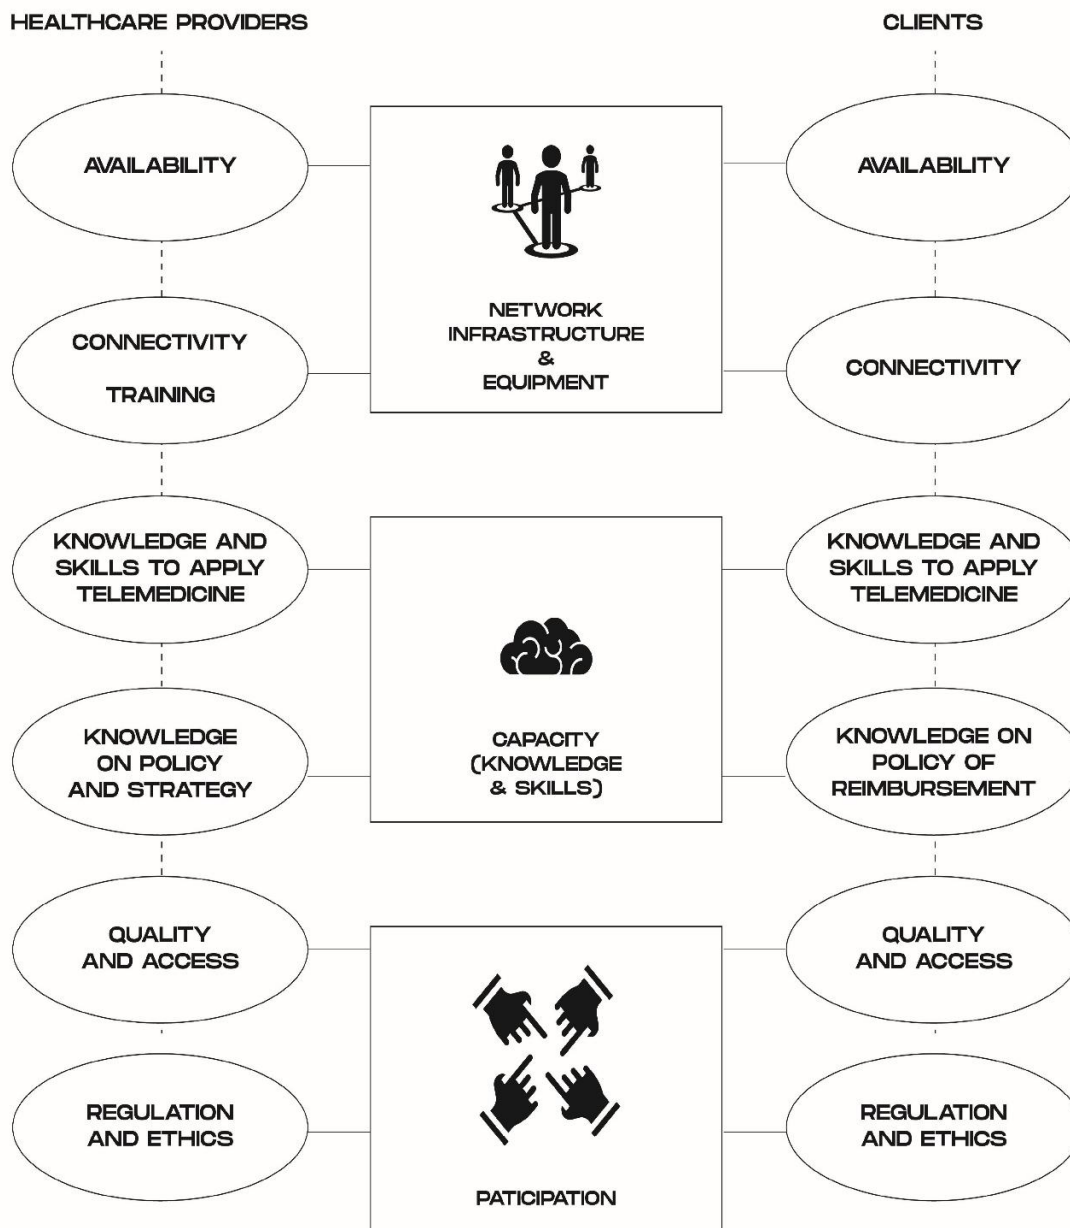 HEALTHCARE PROVIDERS
CLIENTS
AVAILABILITY
AVAILABILITY
NETWORK
INFRASTRUCTURE
&
EQUIPMENT
CONNECTIVITY
TRAINING
CONNECTIVITY
KNOWLEDGE AND
SKILLS TO APPLY
TELEMEDICINE
KNOWLEDGE AND
SKILLS TO APPLY
TELEMEDICINE
CAPACITY
(KNOWLEDGE
& SKILLS)
KNOWLEDGE
ON POLICY
AND STRATEGY
KNOWLEDGE ON
POLICY OF
REIMBURSEMENT
QUALITY
AND ACCESS
QUALITY
AND ACCESS
REGULATION
AND ETHICS
REGULATION
AND ETHICS
PATICIPATION